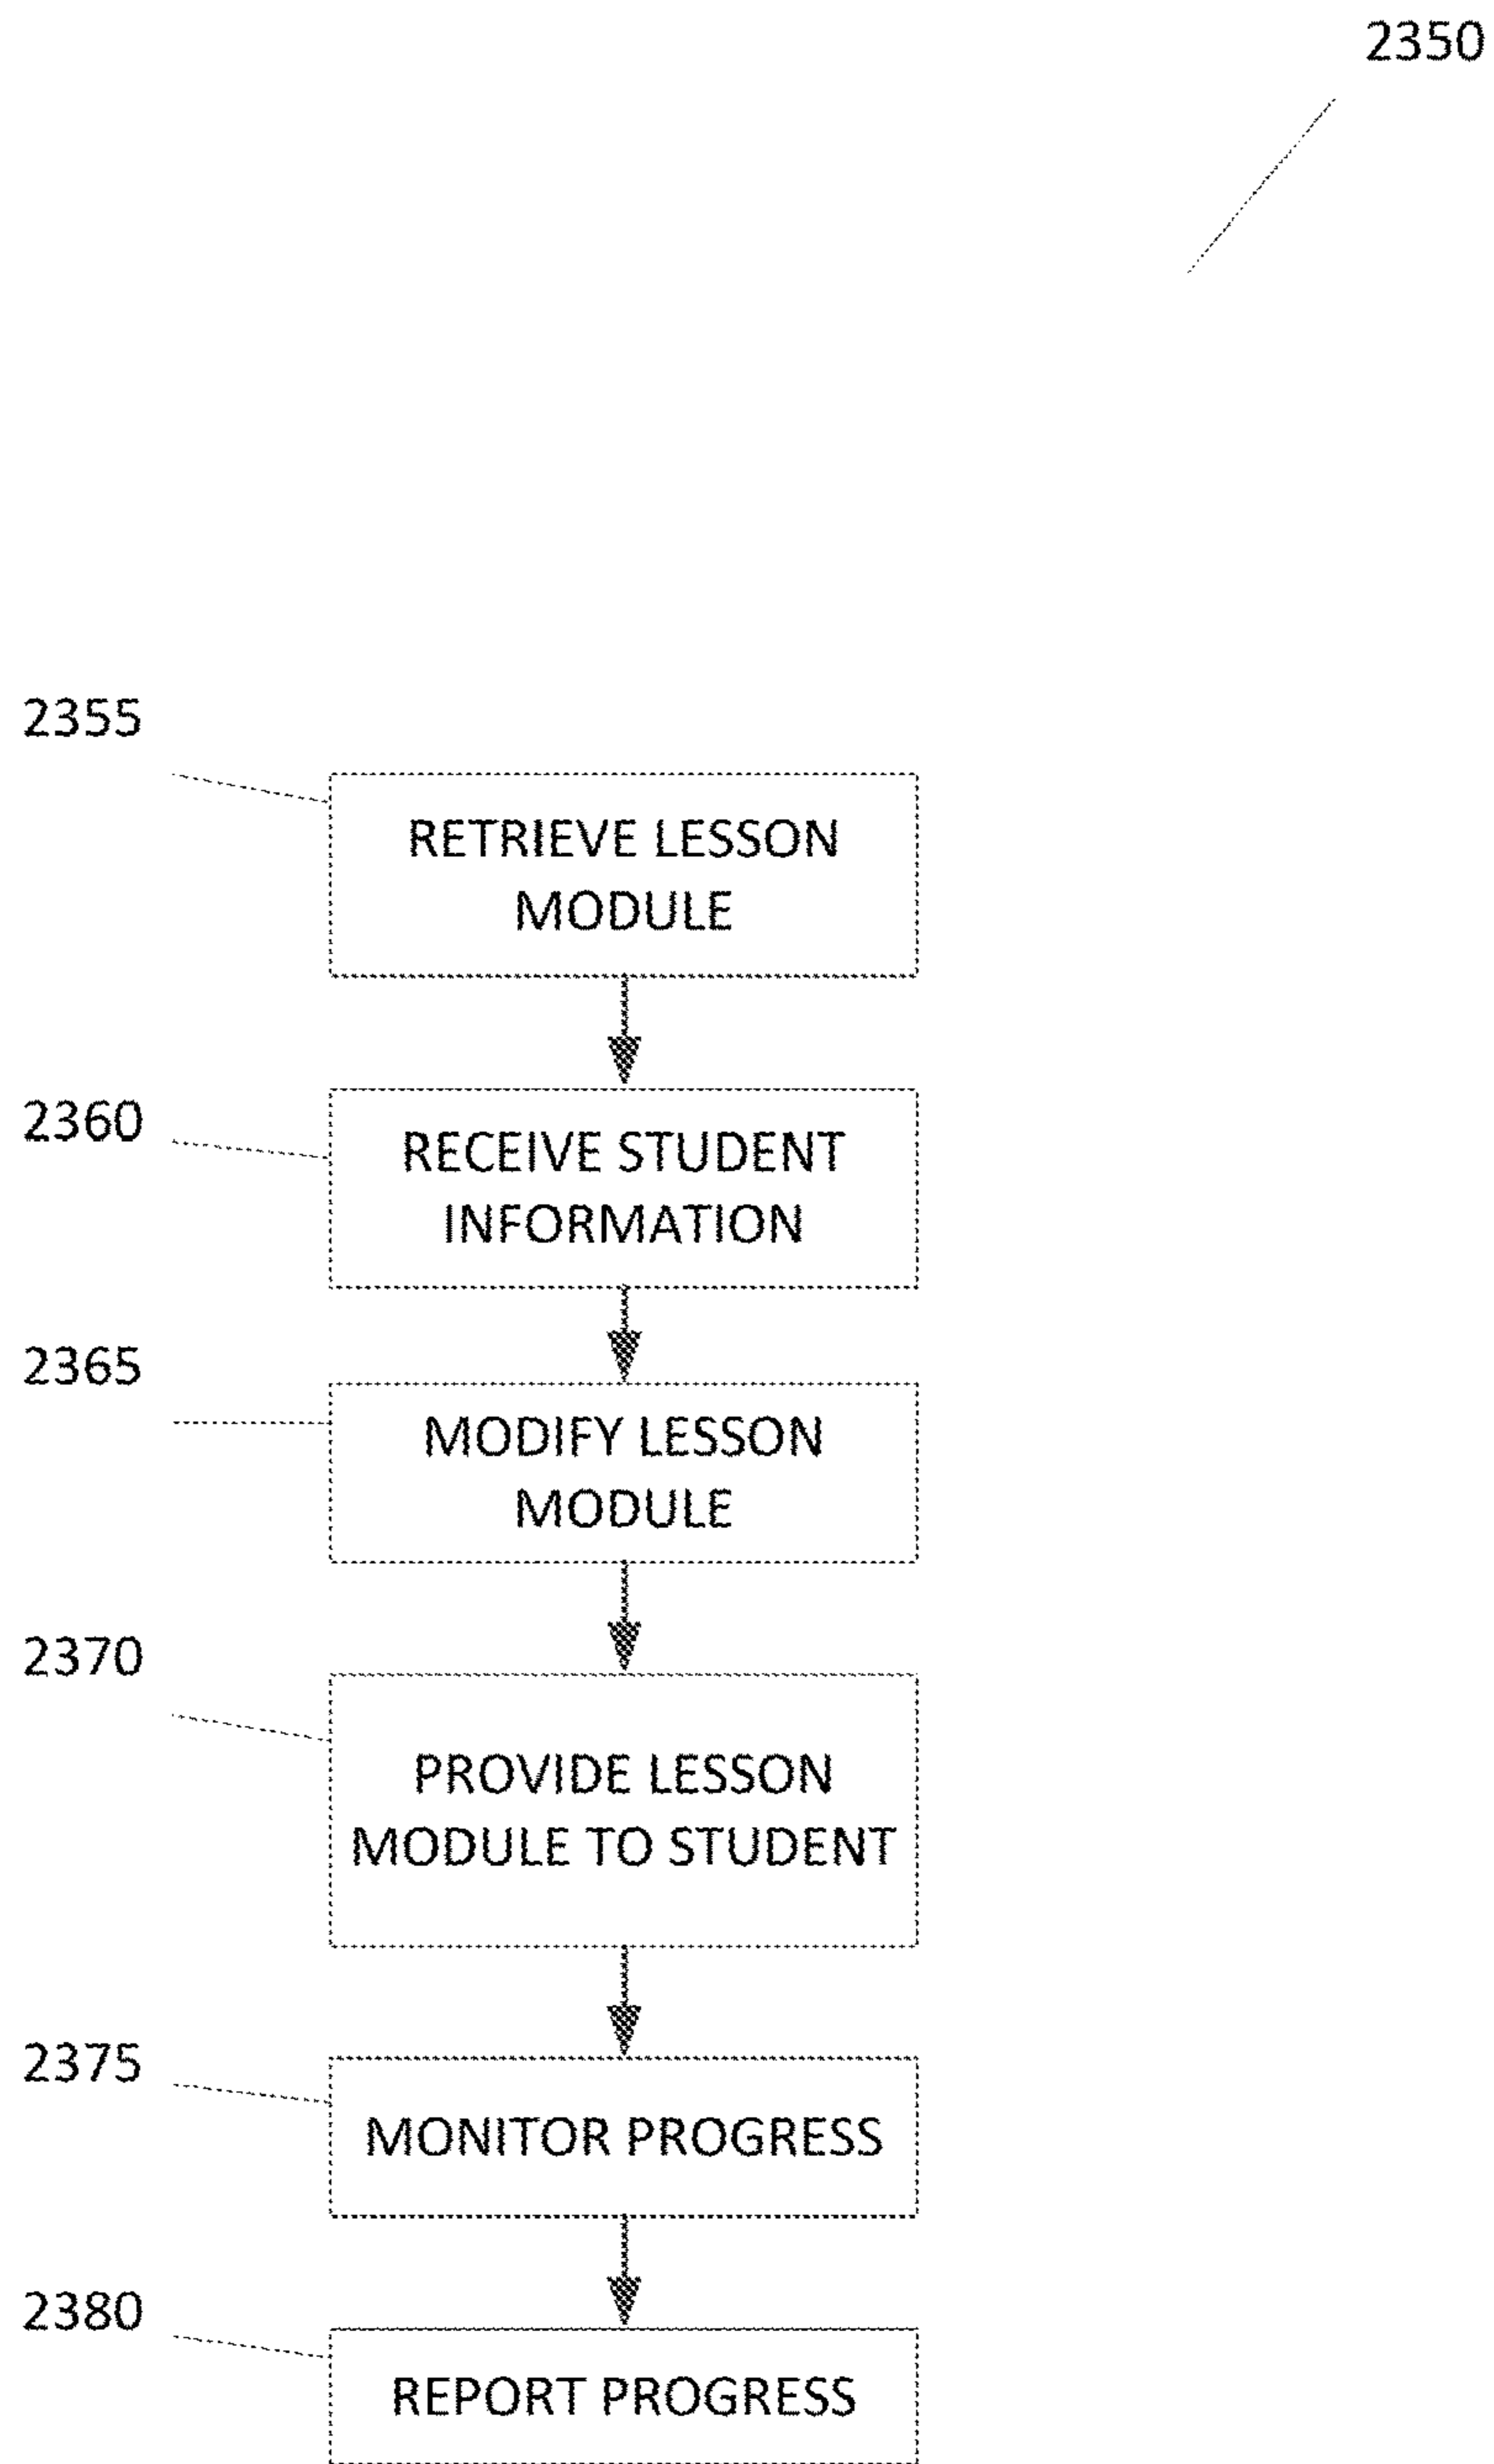 2350
2355
RETRIEVE LESSON
MODULE
2360
RECEIVE STUDENT
INFORMATION
2365
MODIFY LESSON
MODULE
2370
PROVIDE LESSON
MODULE TO STUDENT
2375
MONITOR PROGRESS
2380
REPORT PROGRESS